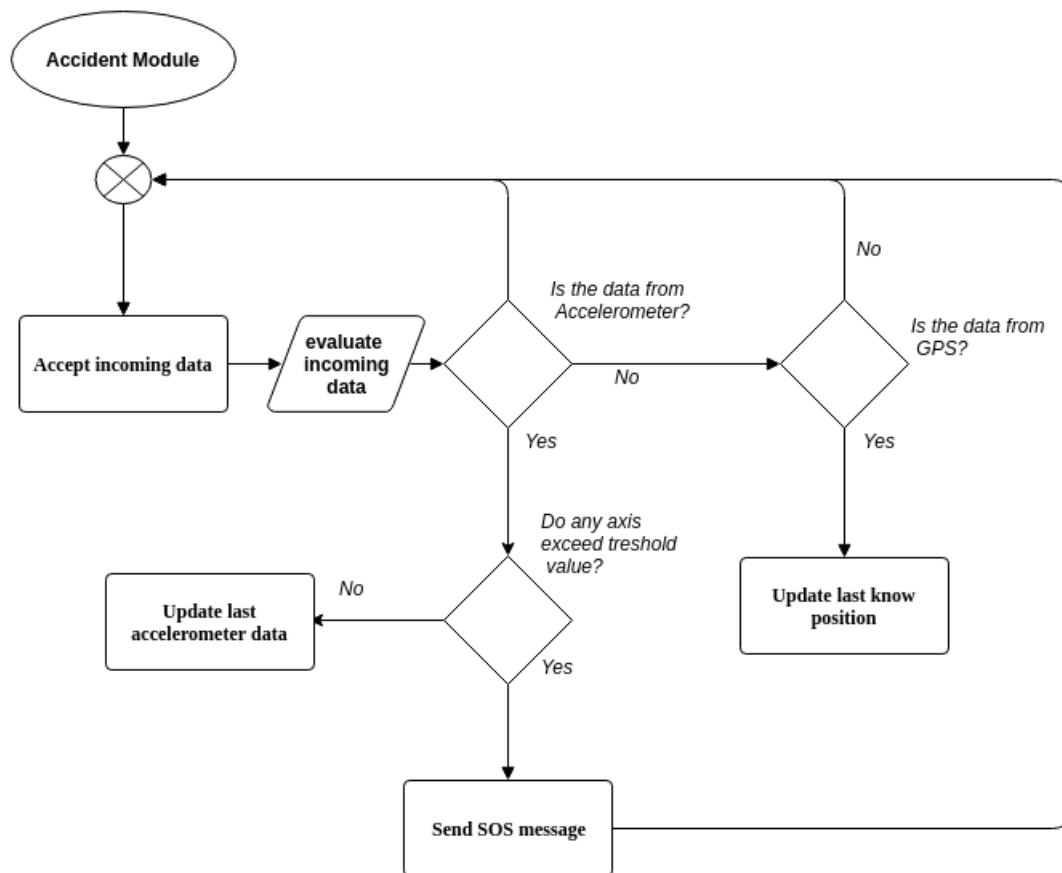 Accident Module
No
Is the data from
Accelerometer?
Is the data from
GPS?
Accept incoming data
evaluate
incoming
data
No
Yes
Yes
Do any axis
exceed treshold
value?
No
Update last
accelerometer data
Update last know
position
Yes
Send SOS message